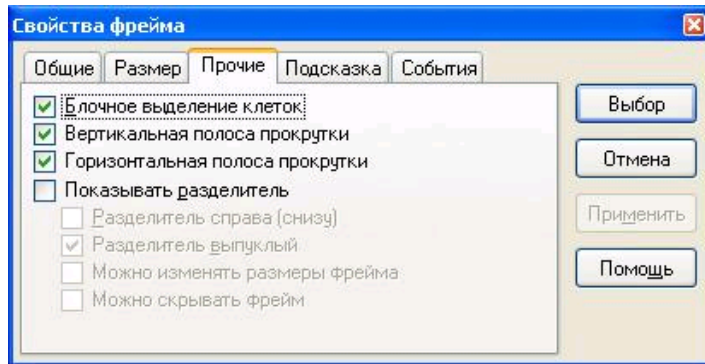 Свойства фрейма
Общие Размер Прочие Подсказка События
Блочное выделение клеток
Вертикальная полоса прокрутки
Горизонтальная полоса прокрутки
Показывать разделитель
Разделитель справа (снизу)
Разделитель выпуклый
Можно изменять размеры фрейма
Можно скрывать фрейм
Выбор
Отмена
Применить
Помощь